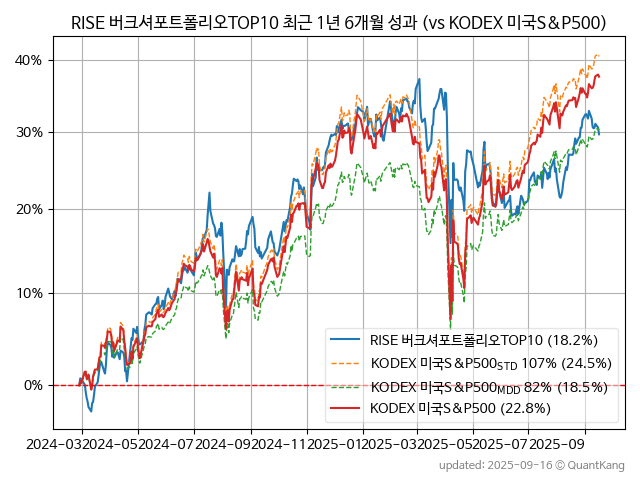 RISE 버크셔포트폴리오TOP10 최근 1년 6개월 성과 (vs KODEX 미국S&P500)
40%
30%
20%
10%
0%
RISE 버크셔포트폴리오TOP10 (18.2%)
KODEX 미국S&P500STD 107% (24.5%)
KODEX 미국S&P500MDD 82% (18.5%)
KODEX 미국S&P500 (22.8%)
2024-03 2024-05 2024-07 2024-09 2024-11 2025-01 2025-03 2025-05 2025-07 2025-09
updated: 2025-09-16 © QuantKang